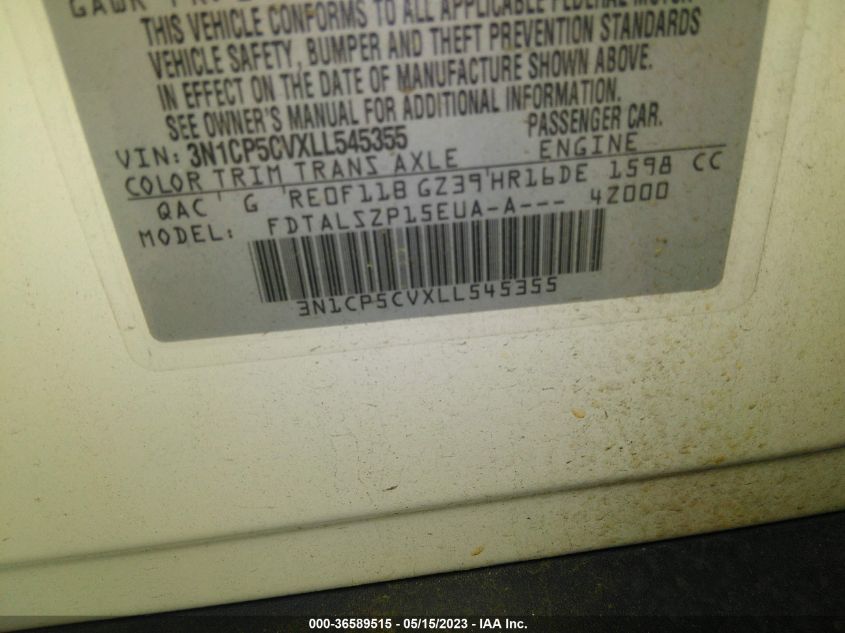 THIS VEHICLE CONFORMS TO ALL APPLICABLE FEDERAL MOTOR
VEHICLE SAFETY, BUMPER AND THEFT PREVENTION STANDARDS
IN EFFECT ON THE DATE OF MANUFACTURE SHOWN ABOVE.
SEE OWNER'S MANUAL FOR ADDITIONAL INFORMATION.
VIN: 3N1CP5CVXLL545355 PASSENGER CAR.
COLOR TRIM TRANS AXLE ENGINE
QAC G RE0F11B GZ39 HR16DE 1598 CC
MODEL: FDTALSZP15EUA-A--- 42000
3N1CP5CVXLL545355
000-36589515 - 05/15/2023 - IAA Inc.